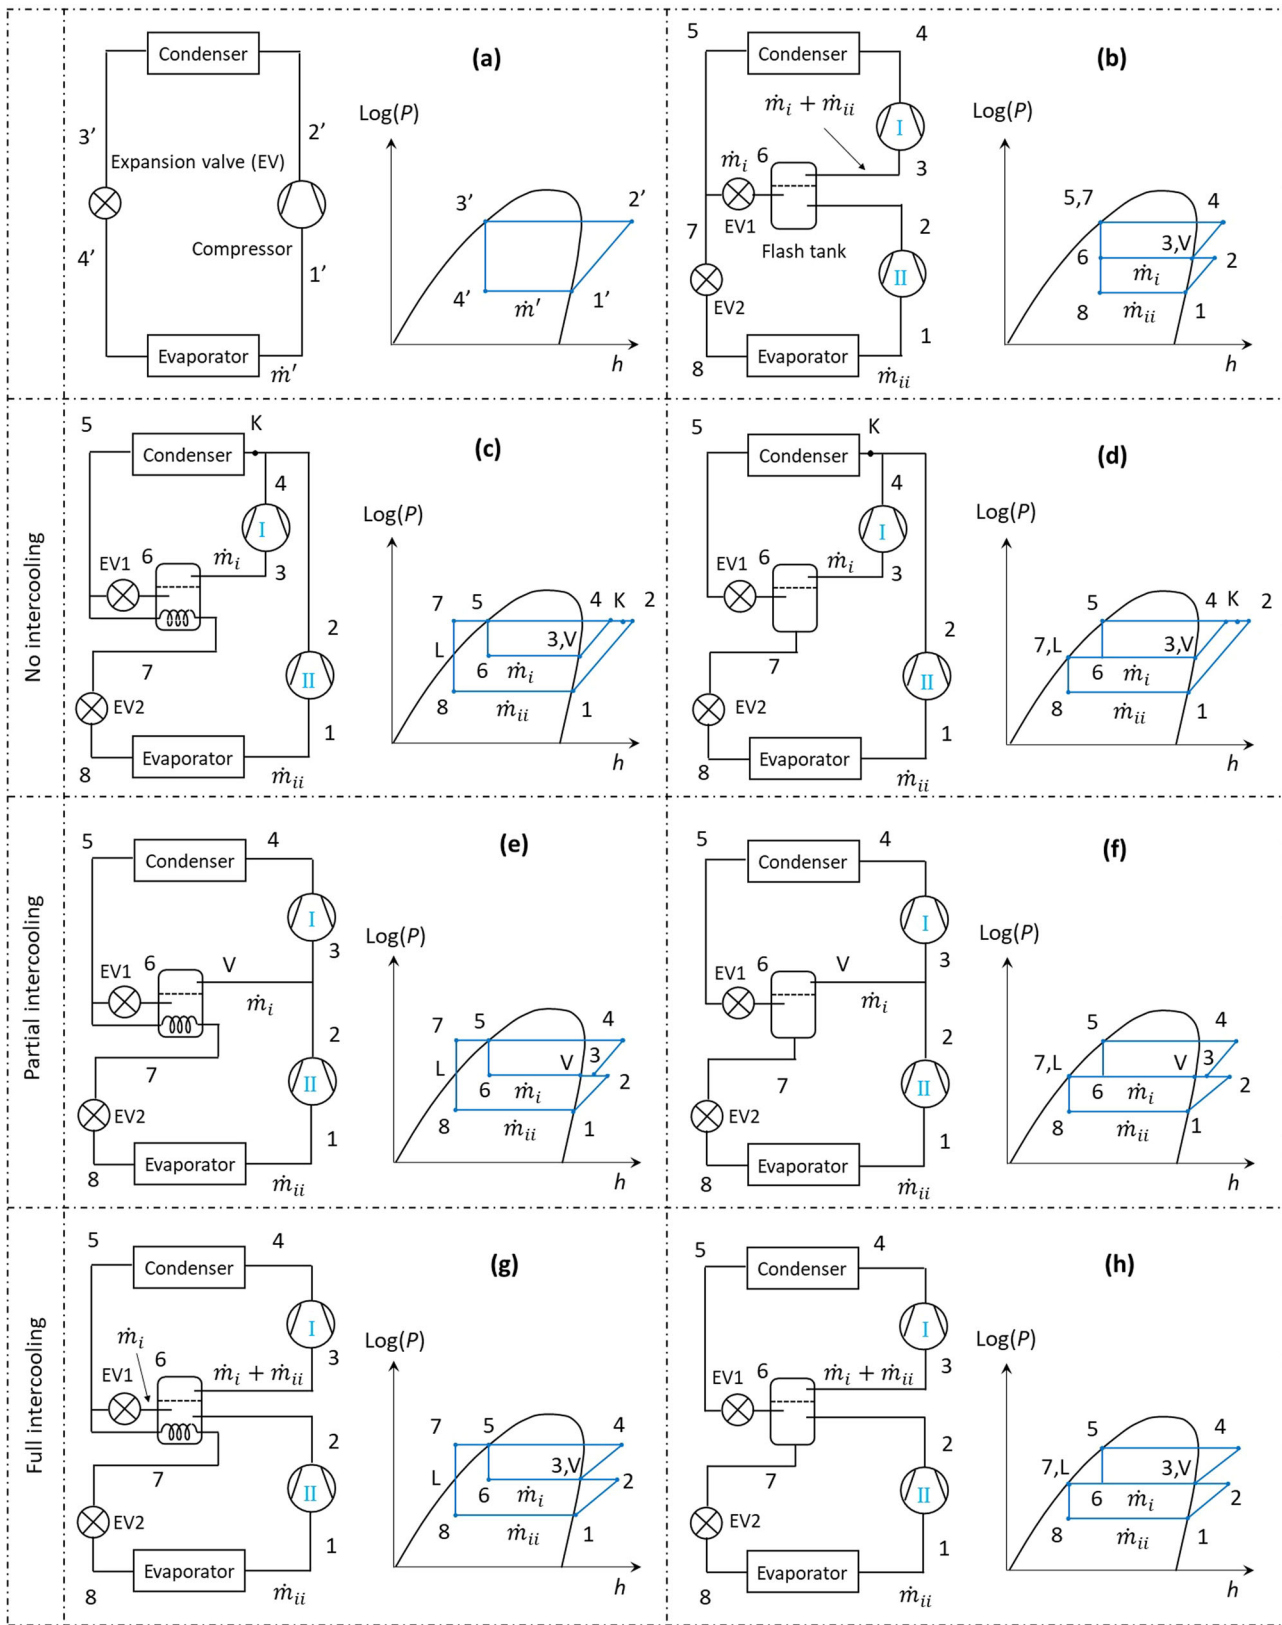 (a)
Condenser
3’
2’
Expansion valve (EV)
Compressor
4’
1’
Evaporator
ṁ′
Log(P)
3’
2’
4’
ṁ′
1’
h
(b)
5
4
Condenser
ṁi + ṁii
I
ṁi
6
3
EV1
7
2
Flash tank
II
EV2
1
Evaporator
8
ṁii
Log(P)
5,7
4
3,V
6
2
ṁi
8
ṁii
1
h
No intercooling
(c)
5
K
Condenser
4
I
EV1
6
ṁi
3
2
7
II
EV2
1
Evaporator
8
ṁii
Log(P)
7
5
4
K
2
L
3,V
6
ṁi
8
ṁii
1
h
(d)
5
K
Condenser
4
I
EV1
6
ṁi
3
2
7
II
EV2
1
Evaporator
8
ṁii
Log(P)
5
4
K
2
7,L
3,V
6
ṁi
8
ṁii
1
h
Partial intercooling
(e)
5
4
Condenser
I
3
EV1
6
V
ṁi
2
7
II
EV2
1
Evaporator
8
ṁii
Log(P)
7
5
4
L
V
3
6
ṁi
2
8
ṁii
1
h
(f)
5
4
Condenser
I
3
EV1
6
V
ṁi
2
7
II
EV2
1
Evaporator
8
ṁii
Log(P)
5
4
7,L
V
3
6
ṁi
2
8
ṁii
1
h
Full intercooling
(g)
5
4
Condenser
I
ṁi
6
3
EV1
ṁi + ṁii
2
7
II
EV2
1
Evaporator
8
ṁii
Log(P)
7
5
4
L
3,V
6
ṁi
2
8
ṁii
1
h
(h)
5
4
Condenser
I
EV1
6
ṁi + ṁii
3
2
7
II
EV2
1
Evaporator
8
ṁii
Log(P)
5
4
7,L
3,V
6
ṁi
2
8
ṁii
1
h